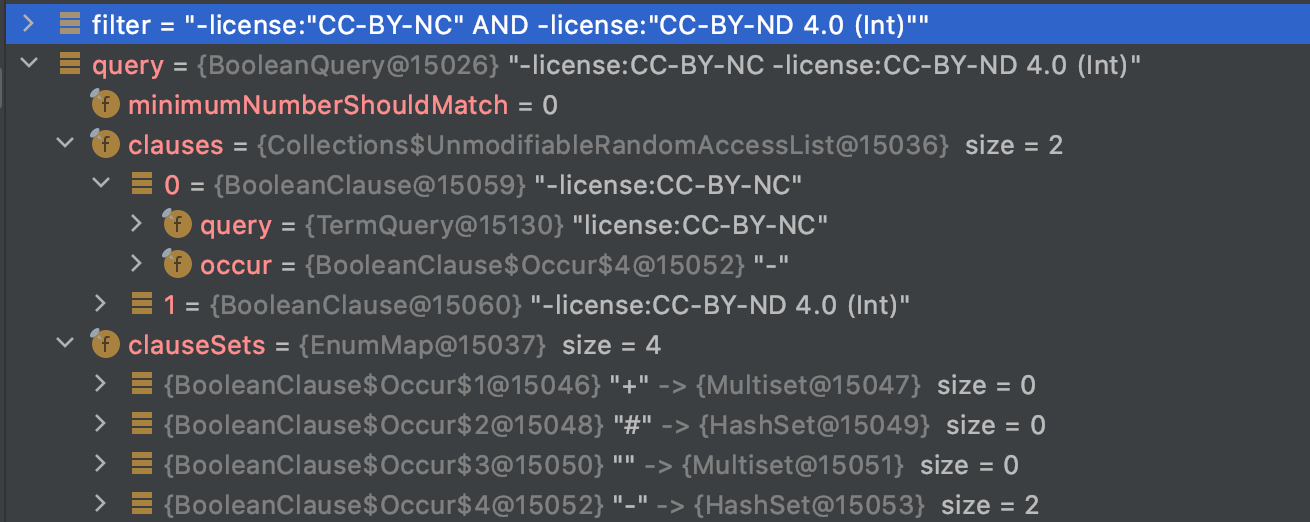 filter = "-license:"CC-BY-NC" AND -license:"CC-BY-ND 4.0 (Int)""
query = {BooleanQuery@15026} "-license:CC-BY-NC -license:CC-BY-ND 4.0 (Int)"
f minimumNumberShouldMatch = 0
f clauses = {Collections$UnmodifiableRandomAccessList@15036} size = 2
0 = {BooleanClause@15059} "-license:CC-BY-NC"
f query = {TermQuery@15130} "license:CC-BY-NC"
f occur = {BooleanClause$Occur$4@15052} "-"
1 = {BooleanClause@15060} "-license:CC-BY-ND 4.0 (Int)"
f clauseSets = {EnumMap@15037} size = 4
{BooleanClause$Occur$1@15046} "+" -> {Multiset@15047} size = 0
{BooleanClause$Occur$2@15048} "#" -> {HashSet@15049} size = 0
{BooleanClause$Occur$3@15050} "" -> {Multiset@15051} size = 0
{BooleanClause$Occur$4@15052} "-" -> {HashSet@15053} size = 2